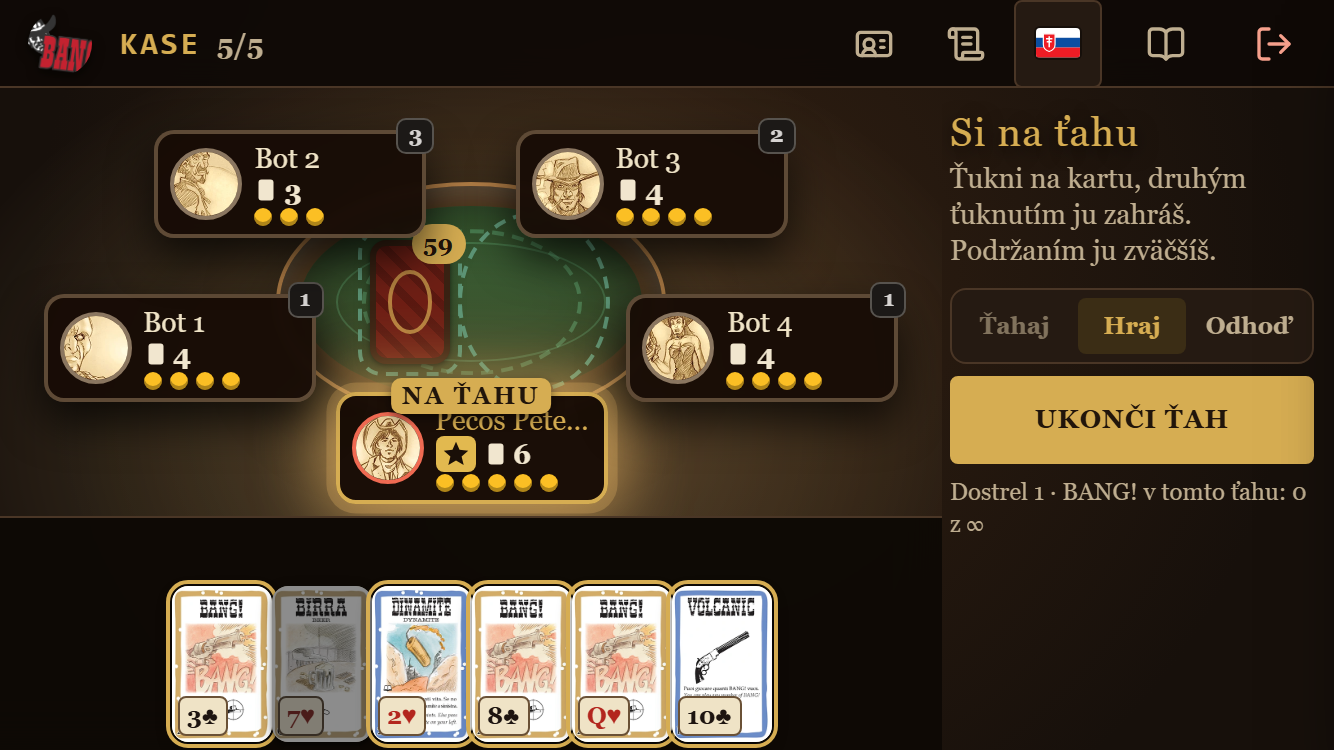 BANG!
KASE 5/5
3
Bot 2
3
2
Bot 3
4
59
1
Bot 1
4
1
Bot 4
4
NA ŤAHU
Pecos Pete...
6
Si na ťahu
Ťukni na kartu, druhým
ťuknutím ju zahráš.
Podržaním ju zväčšíš.
Ťahaj Hraj Odhoď
UKONČI ŤAH
Dostrel 1 · BANG! v tomto ťahu: 0
z ∞
BANG!
BANG!
3♣
BIRRA
BEER
7♥
DINAMITE
DYNAMITE
2♥
BANG!
BANG!
8♣
BANG!
BANG!
Q♥
VOLCANIC
10♣